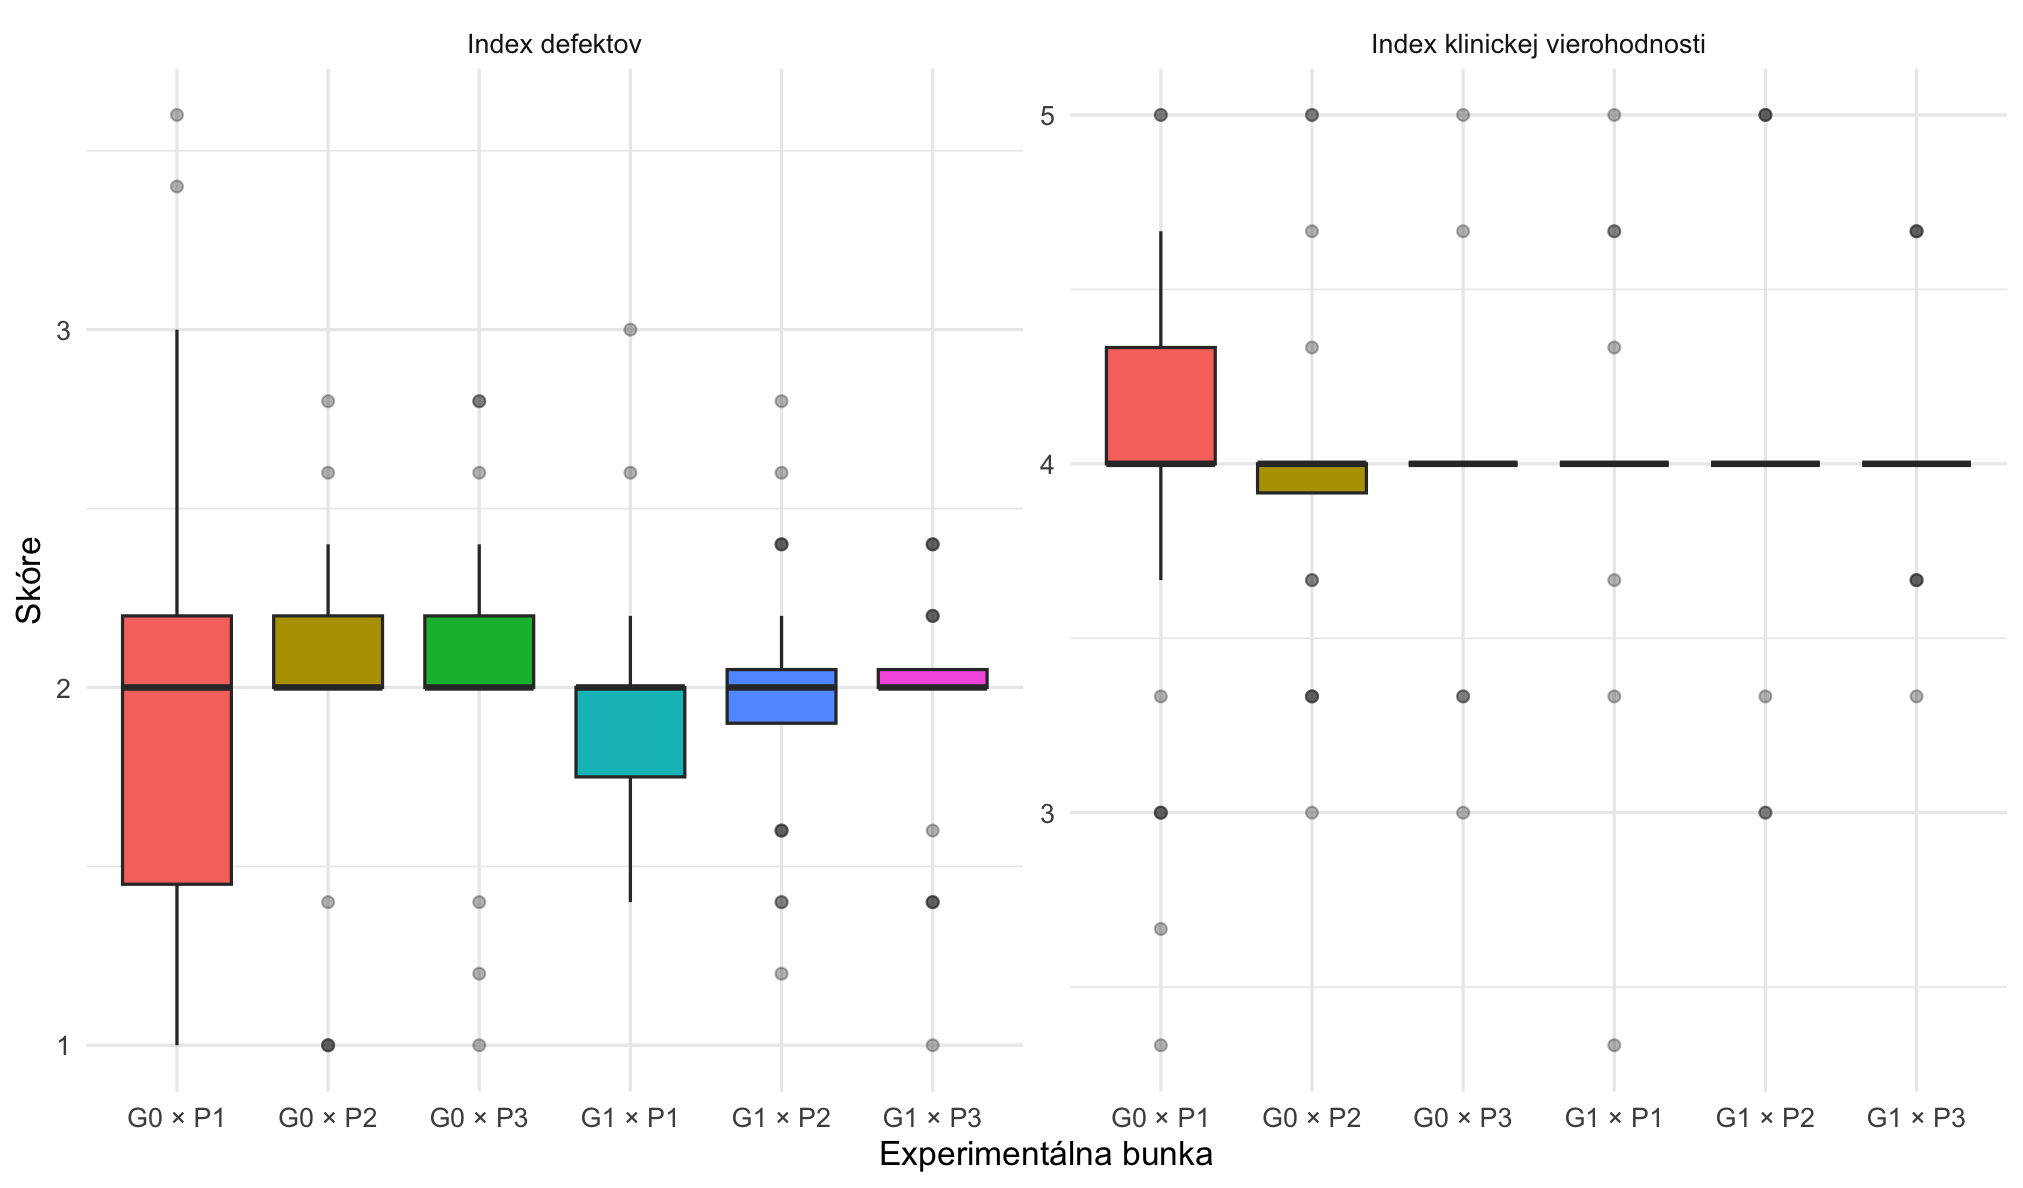 Index defektov
Index klinickej vierohodnosti
Skóre
3
2
1
5
4
3
G0 × P1 G0 × P2 G0 × P3 G1 × P1 G1 × P2 G1 × P3
G0 × P1 G0 × P2 G0 × P3 G1 × P1 G1 × P2 G1 × P3
Experimentálna bunka